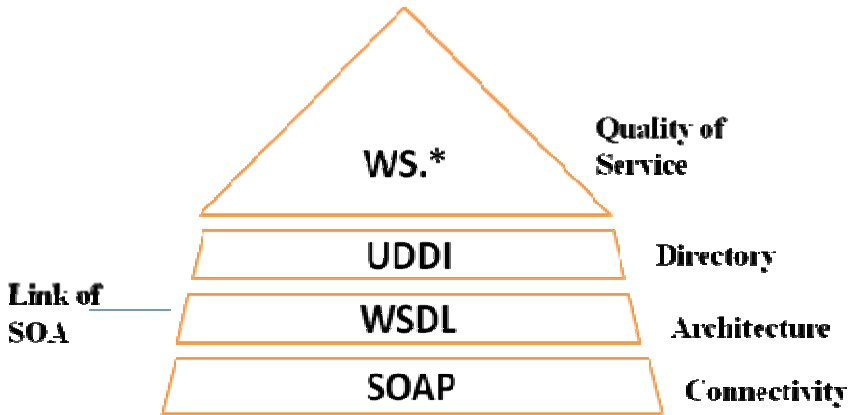 WS.*
Quality of
Service
UDDI
Directory
Link of
SOA
WSDL
Architecture
SOAP
Connectivity